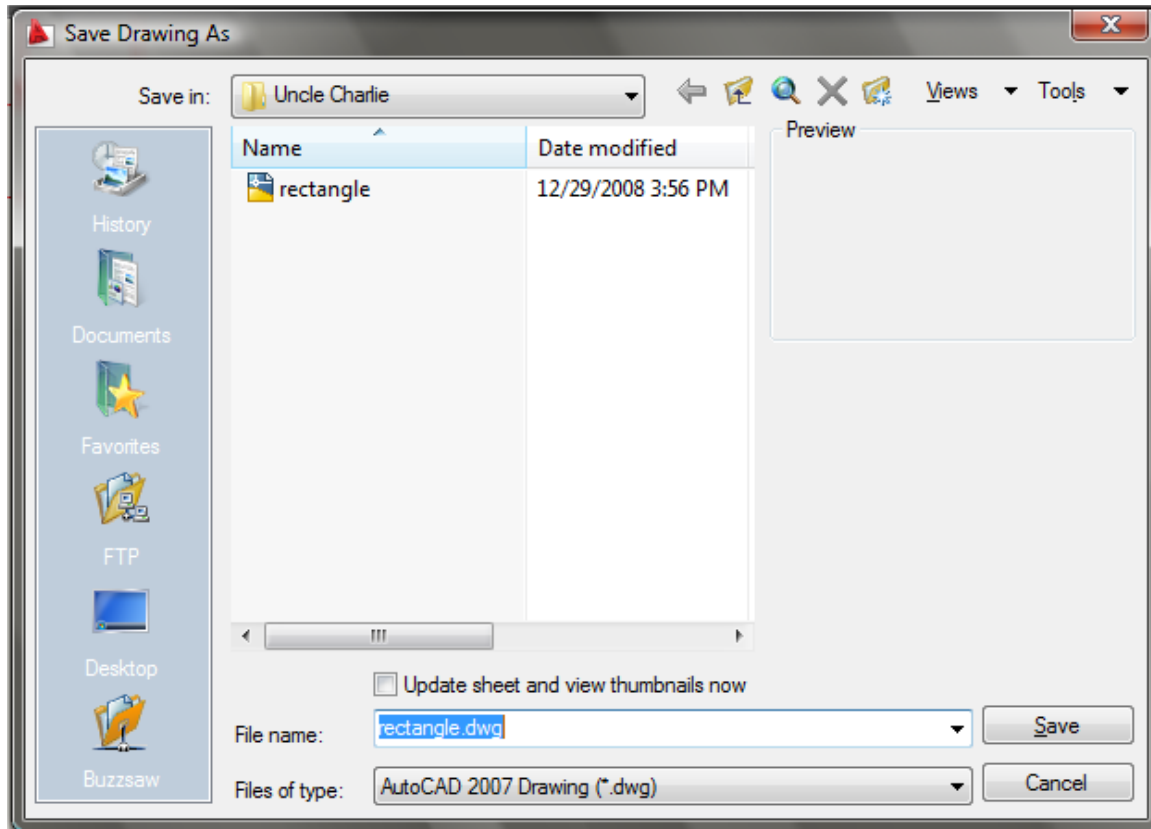 Save Drawing As
Save in: Uncle Charlie Views Tools
Name Date modified Preview
rectangle 12/29/2008 3:56 PM
History
Documents
Favorites
FTP
Desktop
Buzzsaw
Update sheet and view thumbnails now
File name: rectangle.dwg Save
Files of type: AutoCAD 2007 Drawing (*.dwg) Cancel